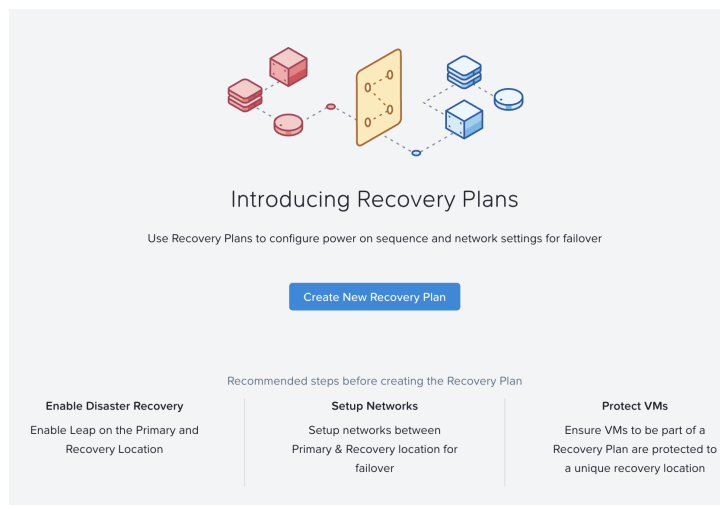 Introducing Recovery Plans
Use Recovery Plans to configure power on sequence and network settings for failover
Create New Recovery Plan
Recommended steps before creating the Recovery Plan
Enable Disaster Recovery
Enable Leap on the Primary and
Recovery Location
Setup Networks
Setup networks between
Primary & Recovery location for
failover
Protect VMs
Ensure VMs to be part of a
Recovery Plan are protected to
a unique recovery location